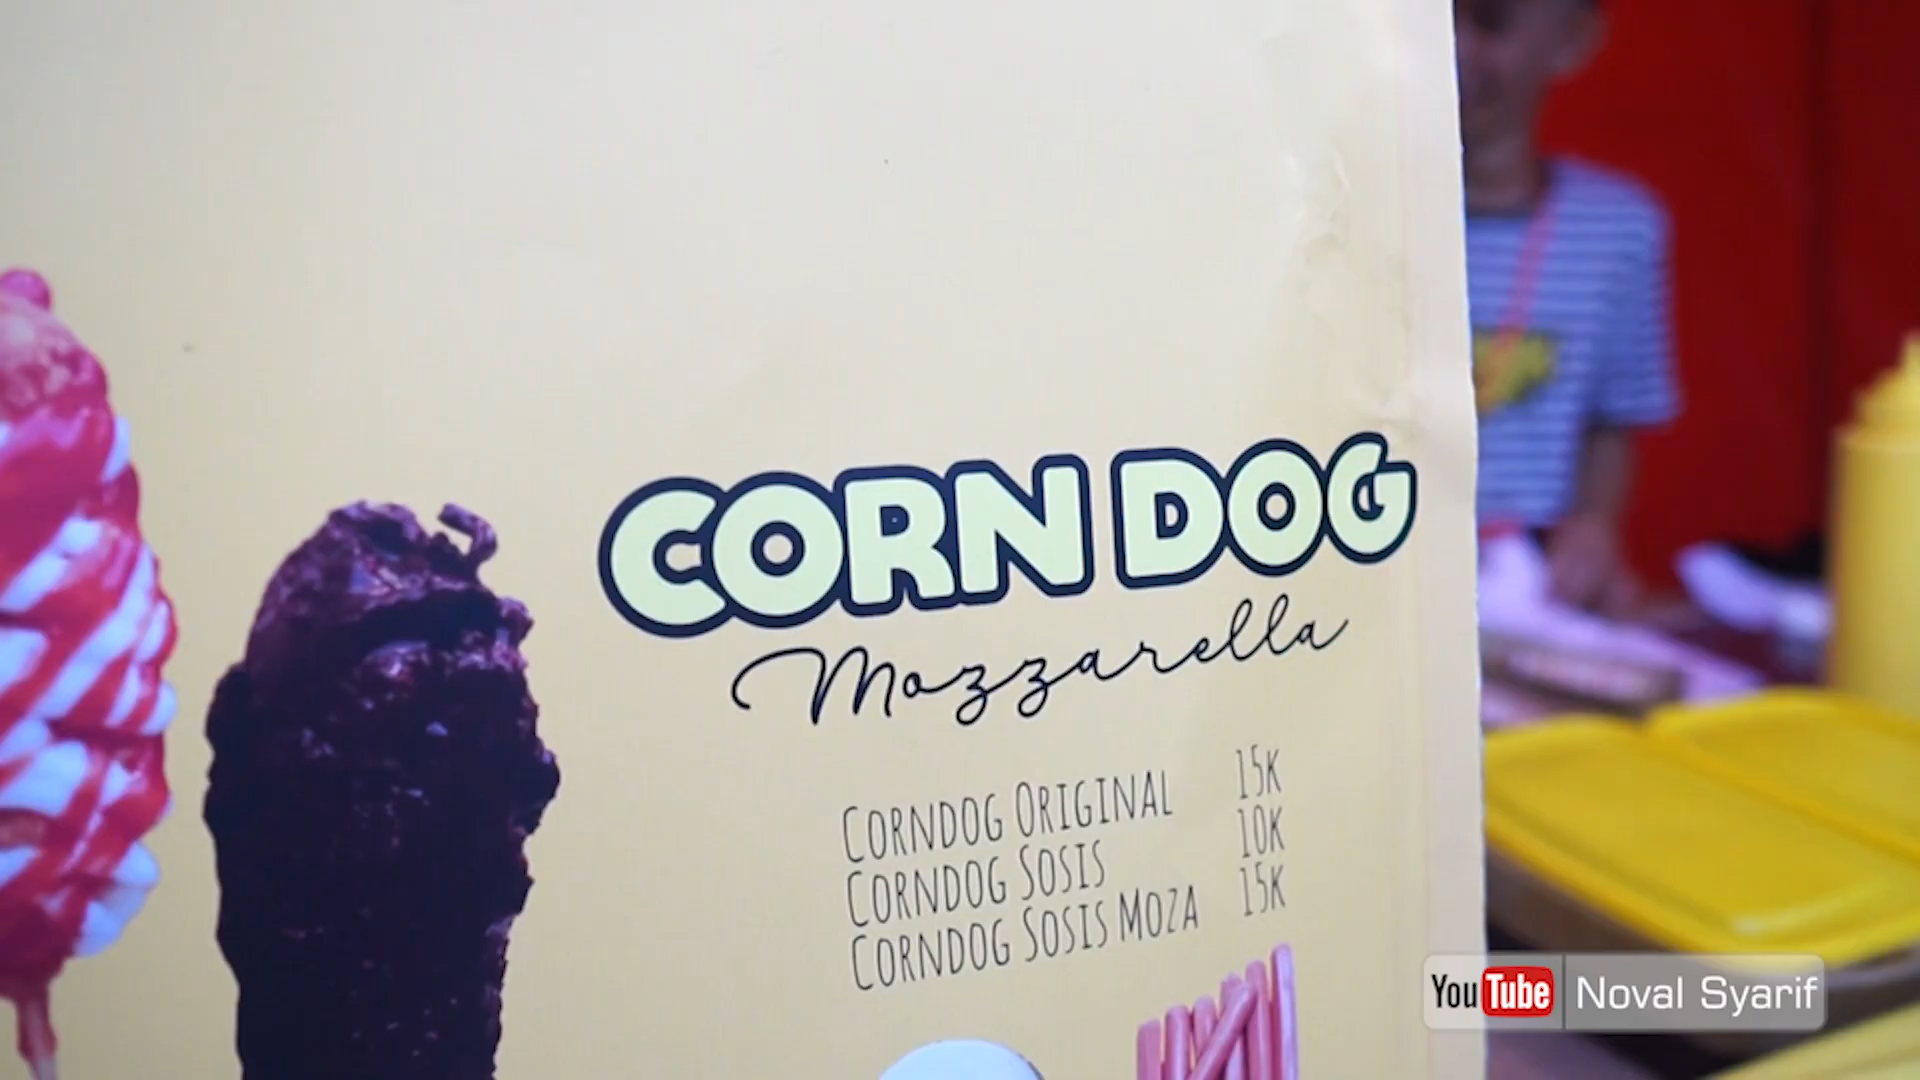 CORN DOG
Mozzarella
CORNDOG ORIGINAL 15K
CORNDOG SOSIS 10K
CORNDOG SOSIS MOZA 15K
YouTube Noval Syarif